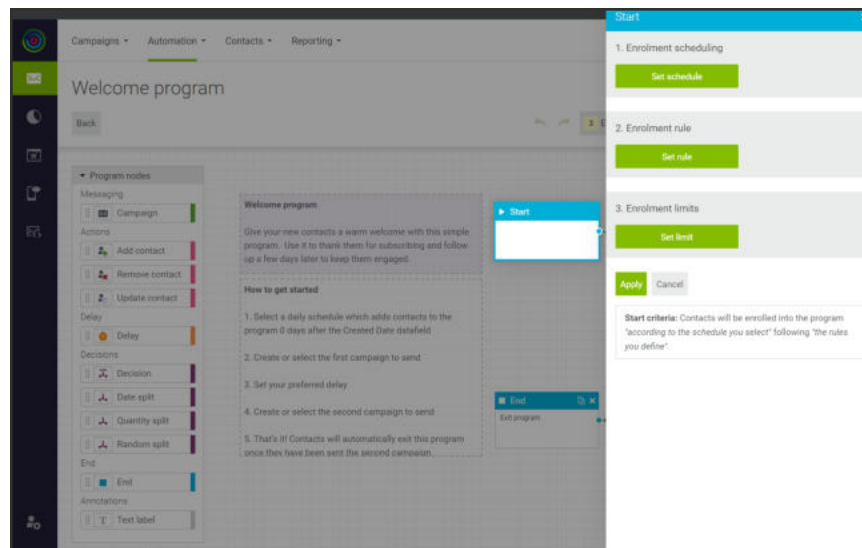 Campaigns
Automation
Contacts
Reporting
Welcome program
Back
3 E
Program nodes
Messaging
Campaign
Actions
Add contact
Remove contact
Update contact
Delay
Delay
Decisions
Decision
Date split
Quantity split
Random split
End
End
Annotations
T Text label
Welcome program
Give your new contacts a warm welcome with this simple
program. Use it to thank them for subscribing and follow
up a few days later to keep them engaged.
How to get started
1. Select a daily schedule which adds contacts to the
program 0 days after the Created Date datafield
2. Create or select the first campaign to send
3. Set your preferred delay
4. Create or select the second campaign to send
5. That's it! Contacts will automatically exit this program
once they have been sent the second campaign.
Start
End
Exit program
Start
1. Enrolment scheduling
Set schedule
2. Enrolment rule
Set rule
3. Enrolment limits
Set limit
Apply
Cancel
Start criteria: Contacts will be enrolled into the program
"according to the schedule you select" following "the rules
you define".